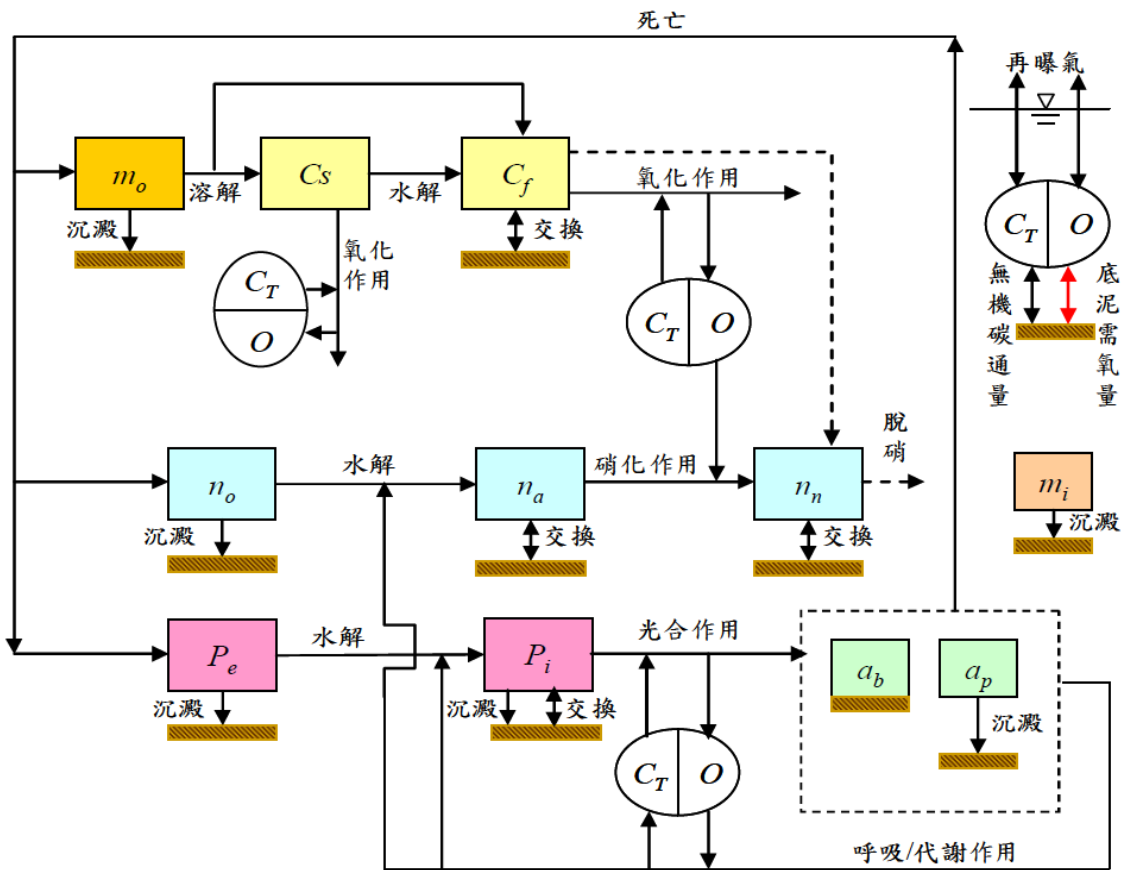 死亡
再曝氣
m_o
溶解
Cs
水解
C_f
氧化作用
沉澱
氧化
作用
交換
C_T
O
C_T
O
C_T
O
無機碳通量
底泥需氧量
n_o
水解
n_a
硝化作用
n_n
脫硝
m_i
沉澱
沉澱
交換
交換
P_e
水解
P_i
光合作用
a_b
a_p
沉澱
沉澱
交換
沉澱
C_T
O
呼吸/代謝作用